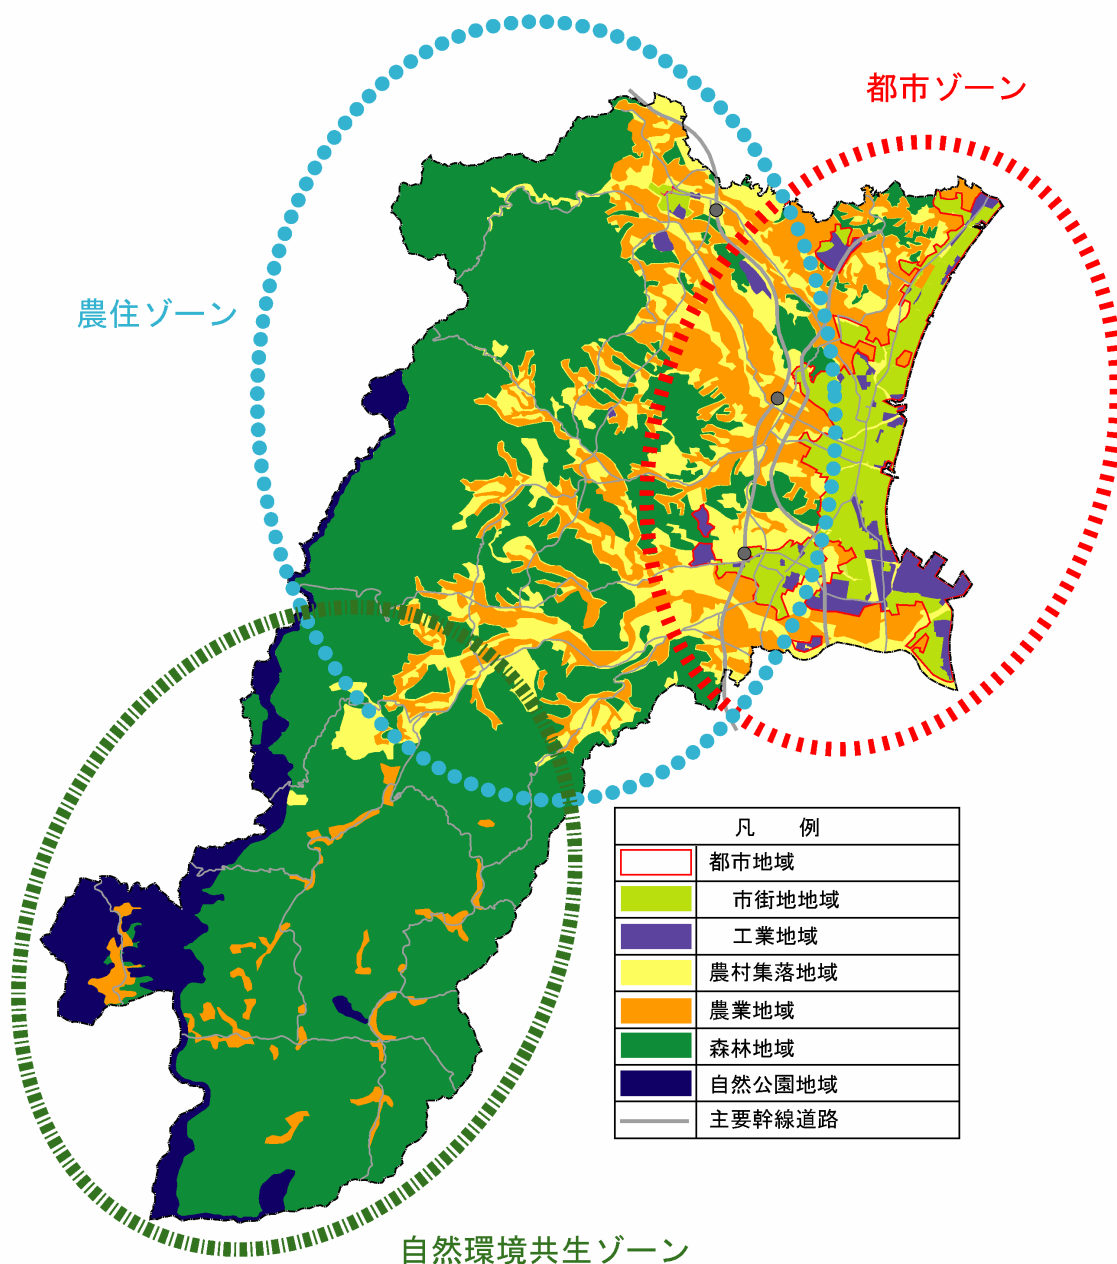 都市ゾーン
農住ゾーン
凡 例
都市地域
市街地地域
工業地域
農村集落地域
農業地域
森林地域
自然公園地域
主要幹線道路
自然環境共生ゾーン